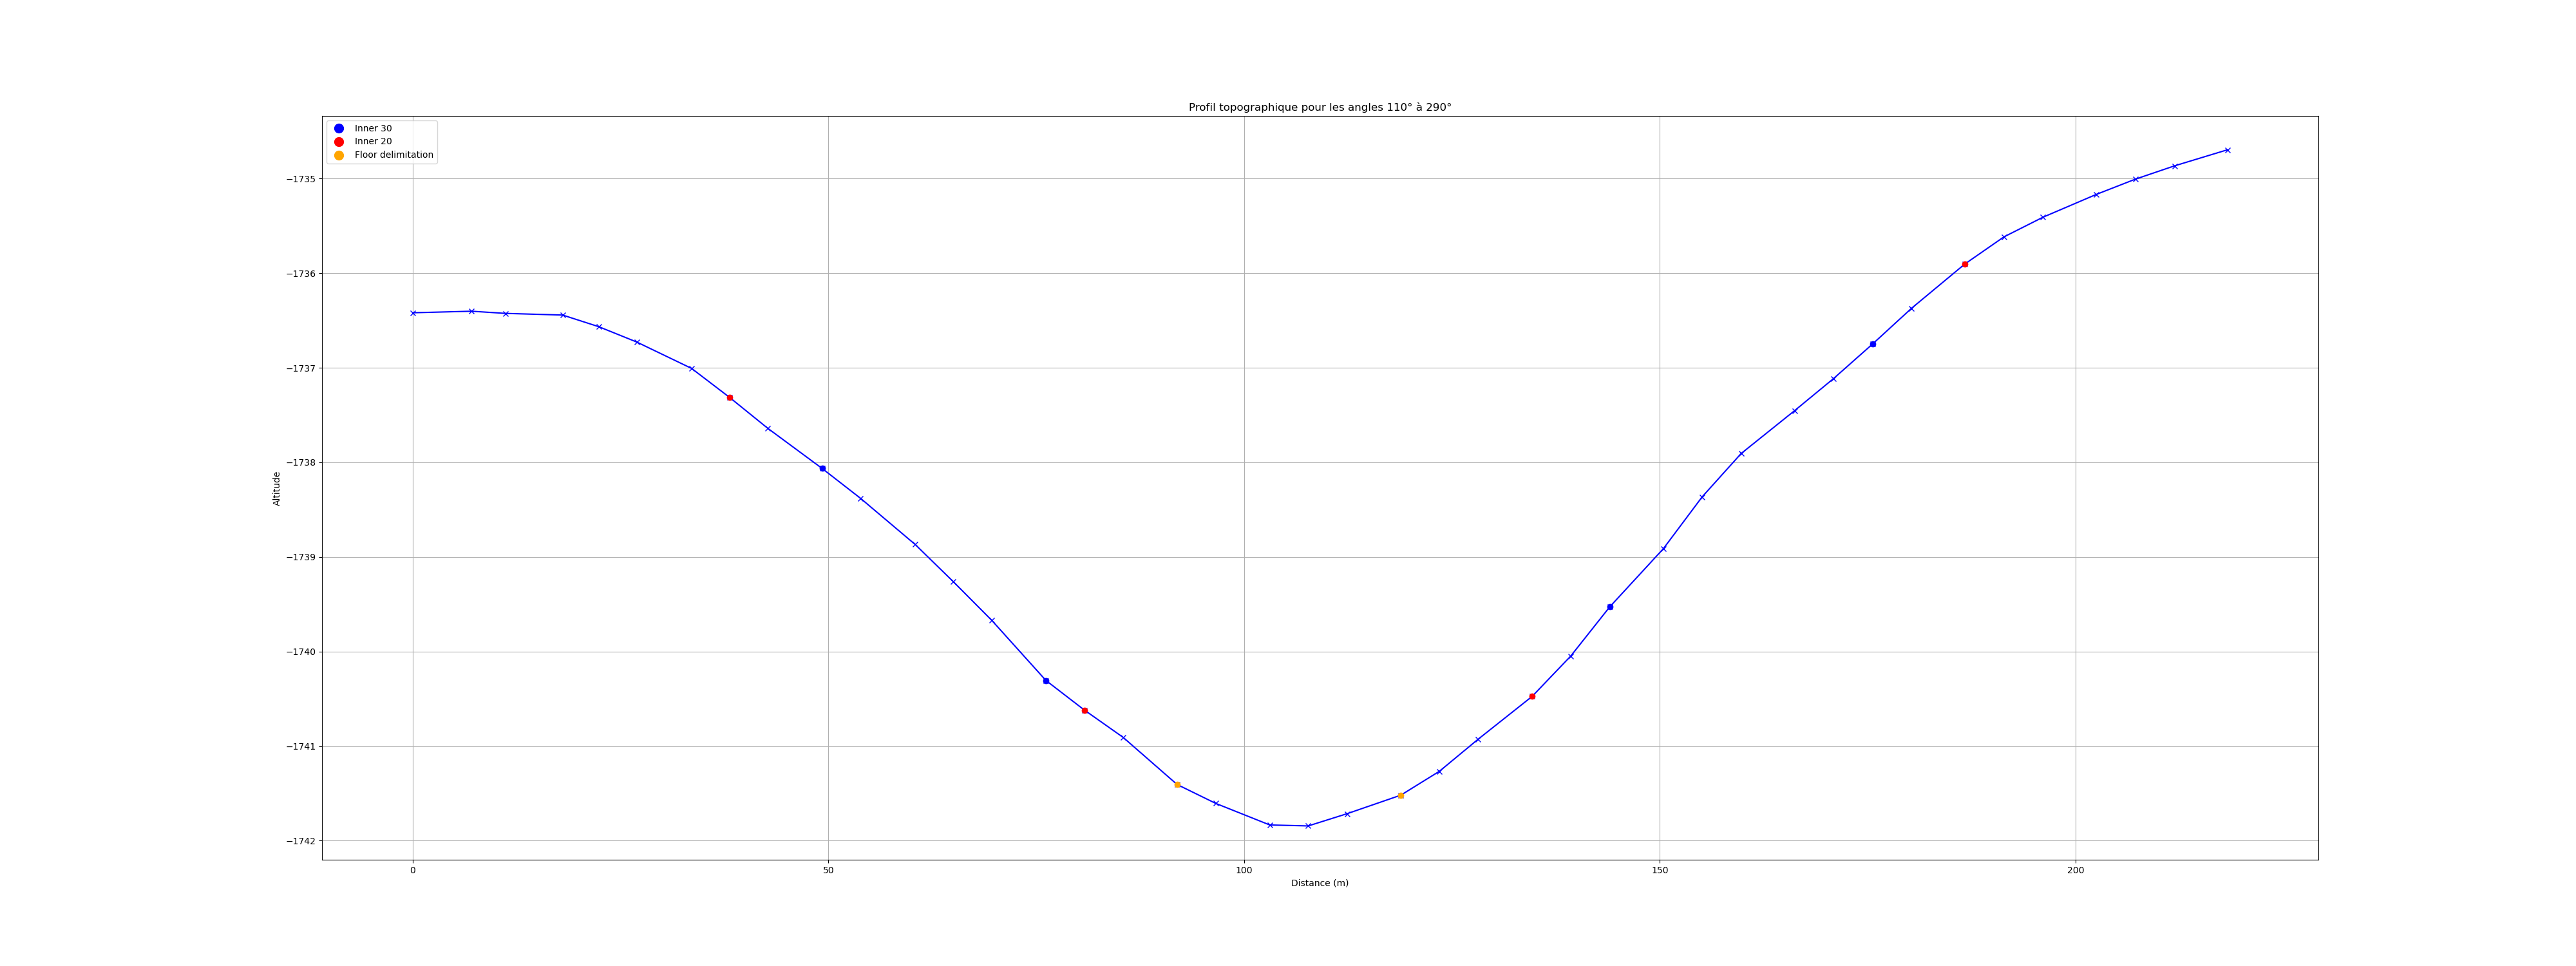 Profil topographique pour les angles 110° à 290°
Inner 30
Inner 20
Floor delimitation
−1735
−1736
−1737
−1738
−1739
−1740
−1741
−1742
Altitude
0 50 100 150 200
Distance (m)